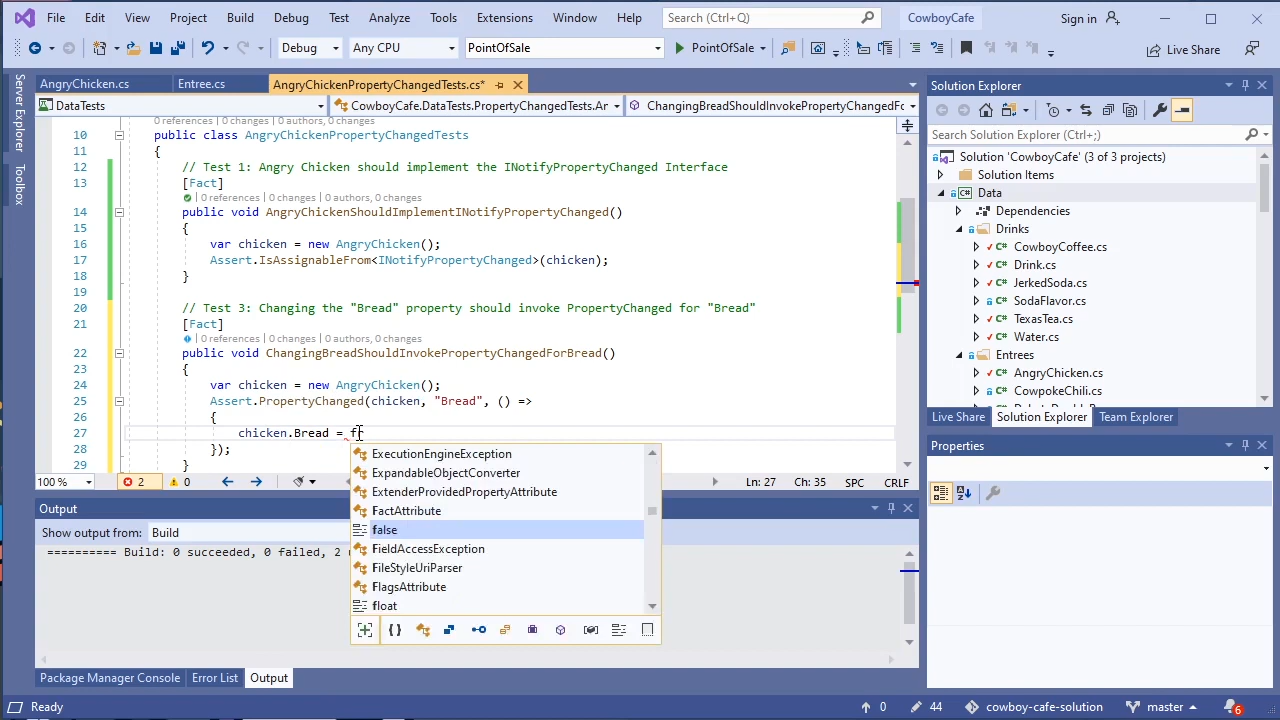 File Edit View Project Build Debug Test Analyze Tools Extensions Window Help Search (Ctrl+Q) CowboyCafe Sign in
Debug Any CPU PointOfSale PointOfSale Live Share
Server Explorer
Toolbox
AngryChicken.cs Entree.cs AngryChickenPropertyChangedTests.cs*
DataTests CowboyCafe.DataTests.PropertyChangedTests.Ar ChangingBreadShouldInvokePropertyChangedFo
0 references | 0 changes | 0 authors, 0 changes
10 public class AngryChickenPropertyChangedTests
11 {
12 // Test 1: Angry Chicken should implement the INotifyPropertyChanged Interface
13 [Fact]
| 0 references | 0 changes | 0 authors, 0 changes
14 public void AngryChickenShouldImplementINotifyPropertyChanged()
15 {
16 var chicken = new AngryChicken();
17 Assert.IsAssignableFrom<INotifyPropertyChanged>(chicken);
18 }
19
20 // Test 3: Changing the "Bread" property should invoke PropertyChanged for "Bread"
21 [Fact]
| 0 references | 0 changes | 0 authors, 0 changes
22 public void ChangingBreadShouldInvokePropertyChangedForBread()
23 {
24 var chicken = new AngryChicken();
25 Assert.PropertyChanged(chicken, "Bread", () =>
26 {
27 chicken.Bread = f
28 });
29 }
ExecutionEngineException
ExpandableObjectConverter
ExtenderProvidedPropertyAttribute
FactAttribute
false
FieldAccessException
FileStyleUriParser
FlagsAttribute
float
100 % 2 0 Ln: 27 Ch: 35 SPC CRLF
Output
Show output from: Build
========== Build: 0 succeeded, 0 failed, 2
Package Manager Console Error List Output
Solution Explorer
Search Solution Explorer (Ctrl+;)
Solution 'CowboyCafe' (3 of 3 projects)
Solution Items
Data
Dependencies
Drinks
CowboyCoffee.cs
Drink.cs
JerkedSoda.cs
SodaFlavor.cs
TexasTea.cs
Water.cs
Entrees
AngryChicken.cs
CowpokeChili.cs
Live Share Solution Explorer Team Explorer
Properties
Ready 0 44 cowboy-cafe-solution master 6